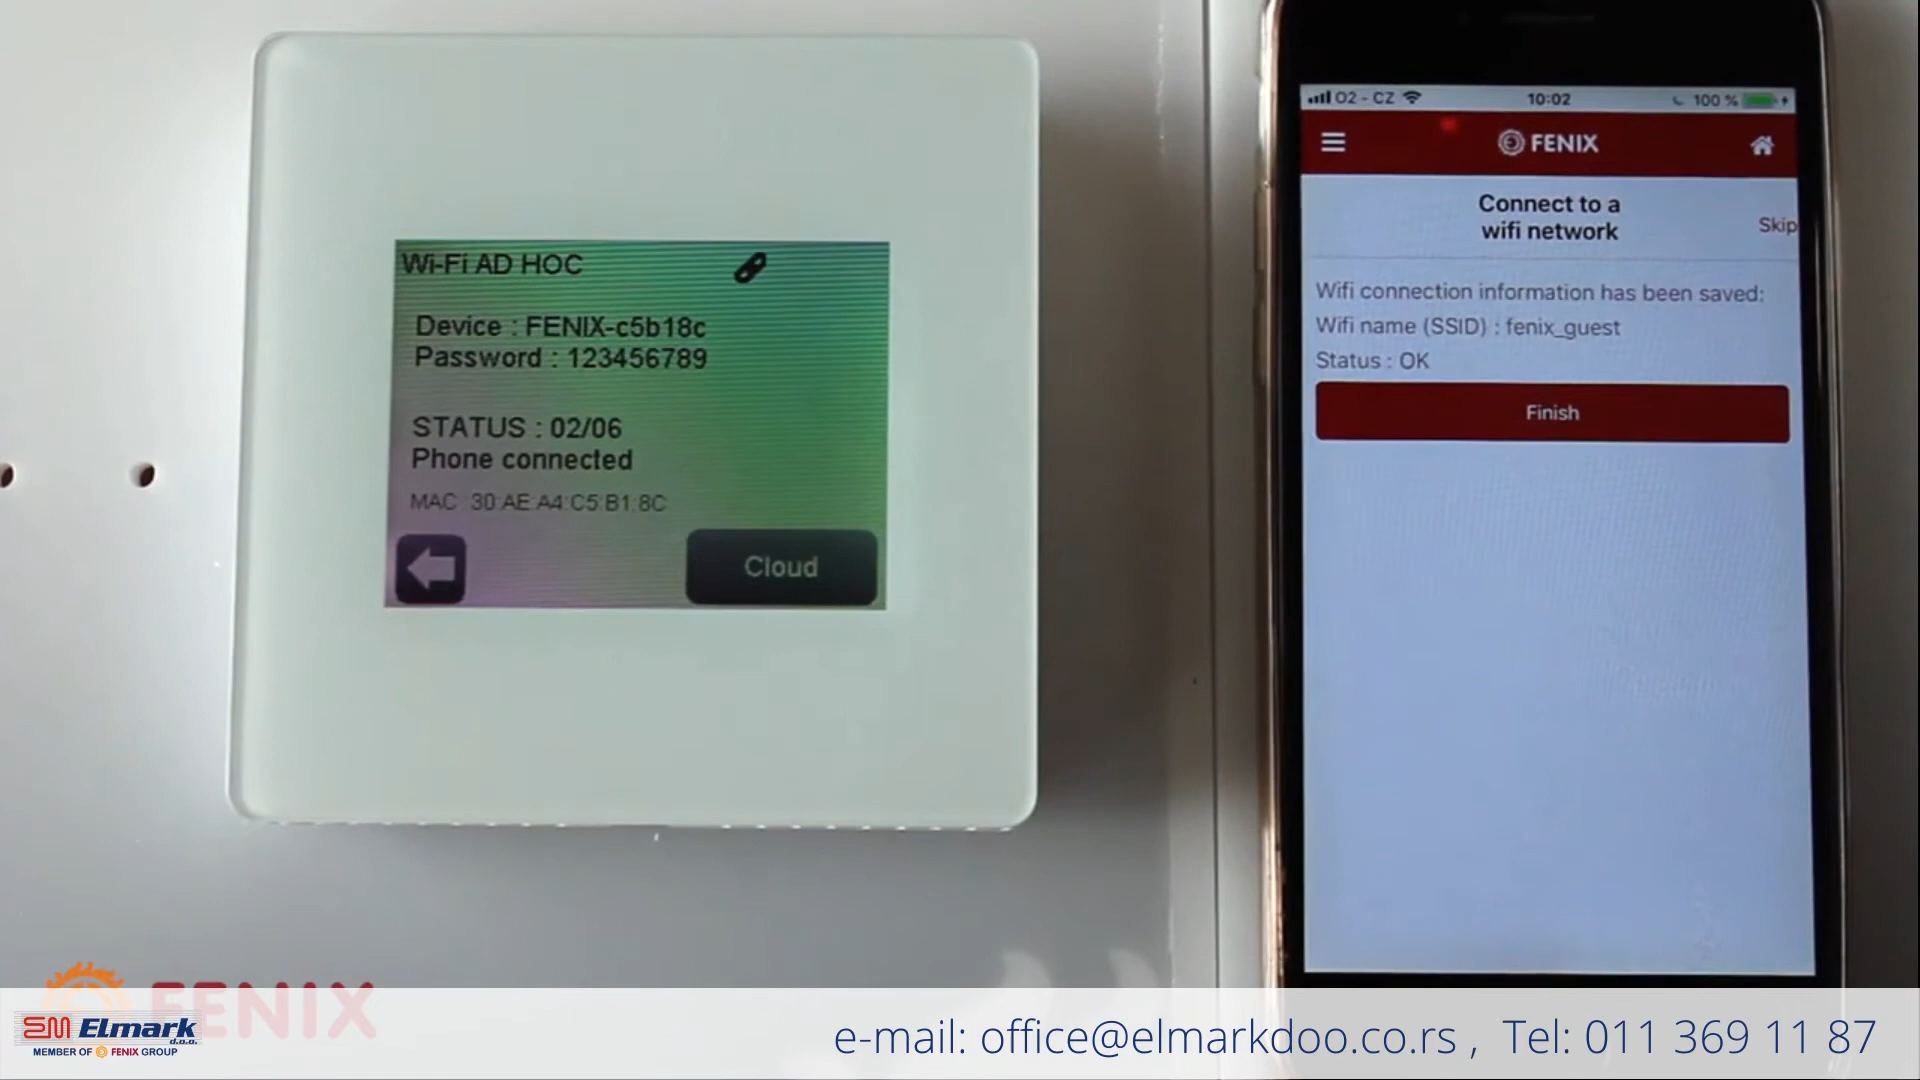 Wi-Fi AD HOC
Device : FENIX-c5b18c
Password : 123456789
STATUS : 02/06
Phone connected
MAC 30:AE:A4:C5:B1:8C
Cloud
O2 - CZ
10:02
100 %
FENIX
Connect to a
wifi network
Skip
Wifi connection information has been saved:
Wifi name (SSID) : fenix_guest
Status : OK
Finish
FENIX
EM Elmark
d.o.o.
MEMBER OF FENIX GROUP
e-mail: office@elmarkdoo.co.rs , Tel: 011 369 11 87